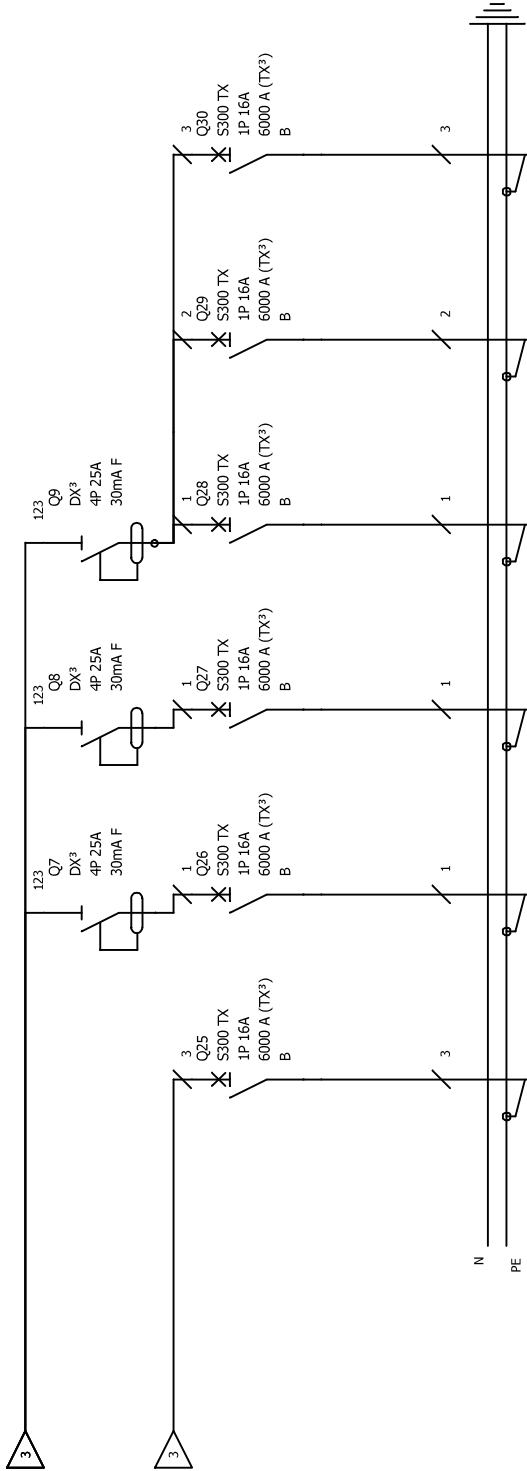 3
123
Q7
DX³
4P 25A
30mA F
123
Q8
DX³
4P 25A
30mA F
123
Q9
DX³
4P 25A
30mA F
3
3
Q25
S300 TX
1P 16A
6000 A (TX³)
B
1
Q26
S300 TX
1P 16A
6000 A (TX³)
B
1
Q27
S300 TX
1P 16A
6000 A (TX³)
B
1
Q28
S300 TX
1P 16A
6000 A (TX³)
B
2
Q29
S300 TX
1P 16A
6000 A (TX³)
B
3
Q30
S300 TX
1P 16A
6000 A (TX³)
B
3
1
1
1
2
3
N
PE